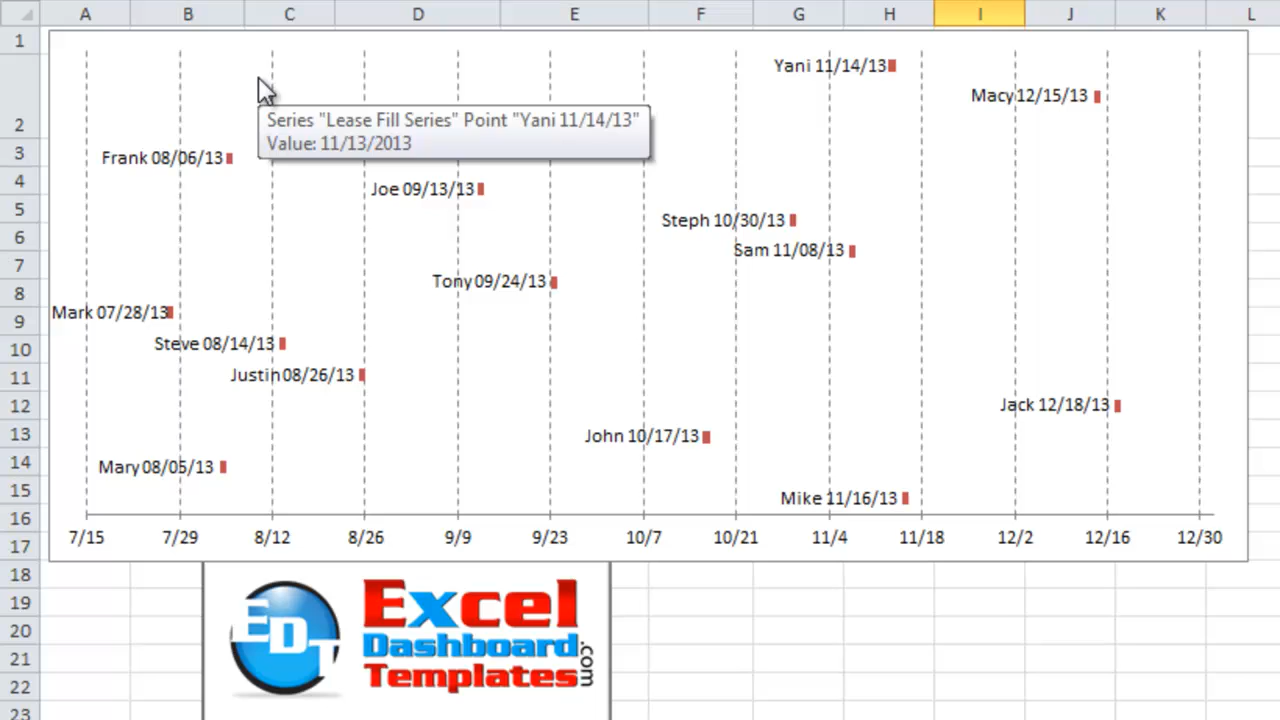 A B C D E F G H I J K L
1
Yani 11/14/13
Macy 12/15/13
2
Series "Lease Fill Series" Point "Yani 11/14/13"
Value: 11/13/2013
3
Frank 08/06/13
4
Joe 09/13/13
5
Steph 10/30/13
6
Sam 11/08/13
7
Tony 09/24/13
8
Mark 07/28/13
9
Steve 08/14/13
10
Justin 08/26/13
11
Jack 12/18/13
12
John 10/17/13
13
Mary 08/05/13
14
Mike 11/16/13
15
16
7/15 7/29 8/12 8/26 9/9 9/23 10/7 10/21 11/4 11/18 12/2 12/16 12/30
17
18
19
20
21
22
23
EDT
Excel
Dashboard
Templates
.com